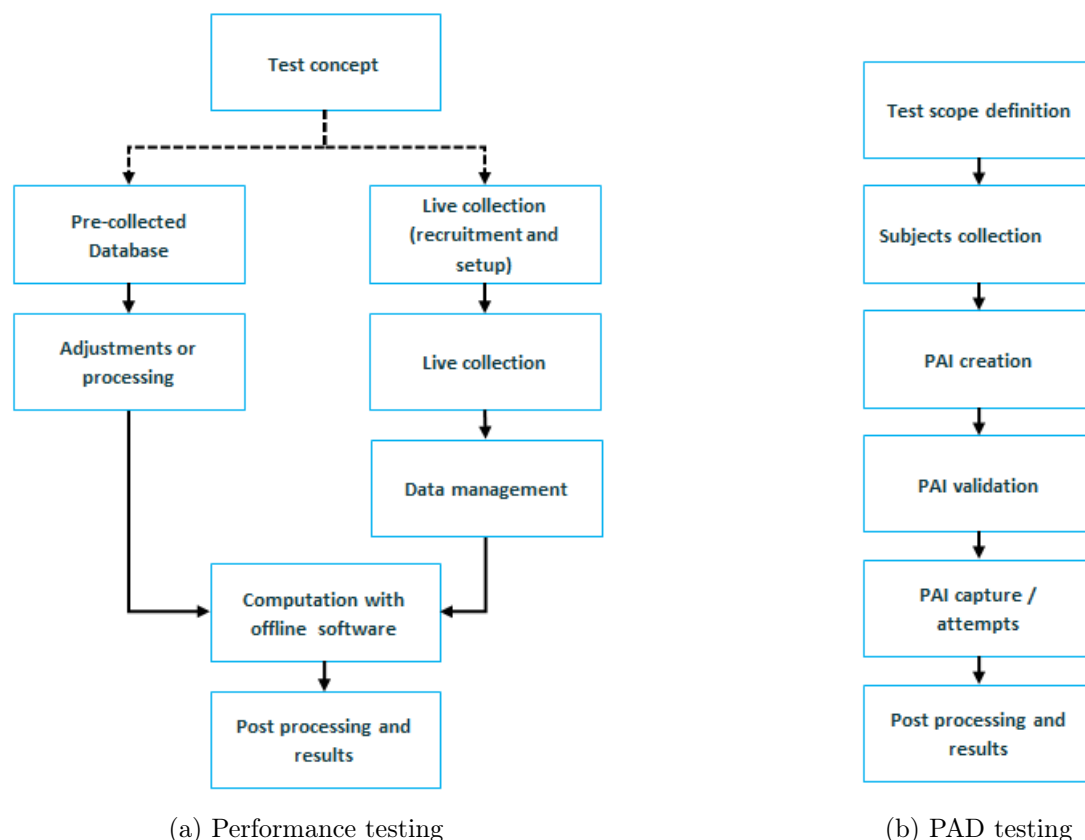 Test concept
Pre-collected
Database
Live collection
(recruitment and
setup)
Adjustments or
processing
Live collection
Data management
Computation with
offline software
Post processing and
results
(a) Performance testing
Test scope definition
Subjects collection
PAI creation
PAI validation
PAI capture /
attempts
Post processing and
results
(b) PAD testing